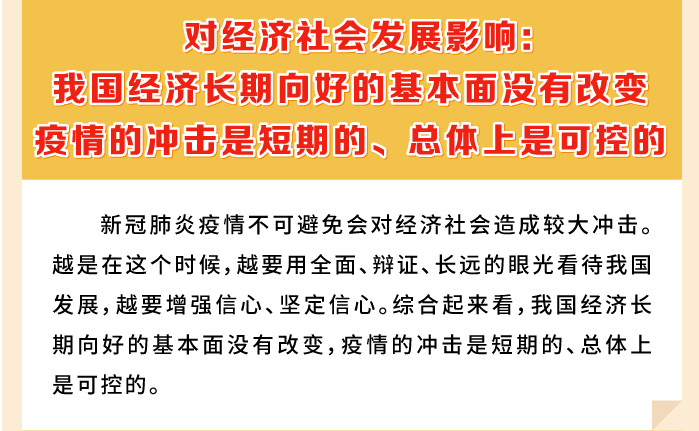 对经济社会发展影响:
我国经济长期向好的基本面没有改变
疫情的冲击是短期的、总体上是可控的
新冠肺炎疫情不可避免会对经济社会造成较大冲击。
越是在这个时候,越要用全面、辩证、长远的眼光看待我国
发展,越要增强信心、坚定信心。综合起来看,我国经济长
期向好的基本面没有改变,疫情的冲击是短期的、总体上
是可控的。